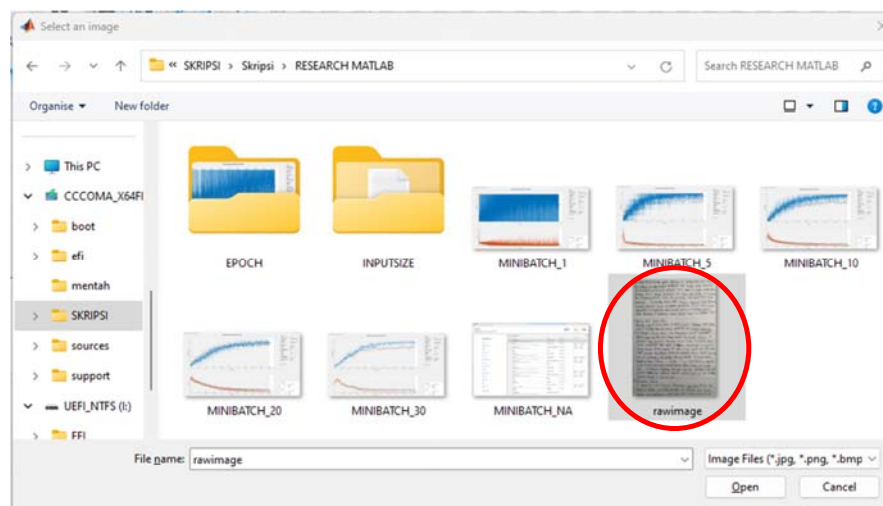 Select an image
« SKRIPSI > Skripsi > RESEARCH MATLAB
Search RESEARCH MATLAB
Organise
New folder
This PC
CCCOMA_X64FI
boot
efi
mentah
SKRIPSI
sources
support
UEFI_NTFS (I:)
EFI
EPOCH
INPUTSIZE
MINIBATCH_1
MINIBATCH_5
MINIBATCH_10
MINIBATCH_20
MINIBATCH_30
MINIBATCH_NA
rawimage
File name: rawimage
Image Files (*.jpg, *.png, *.bmp
Open
Cancel